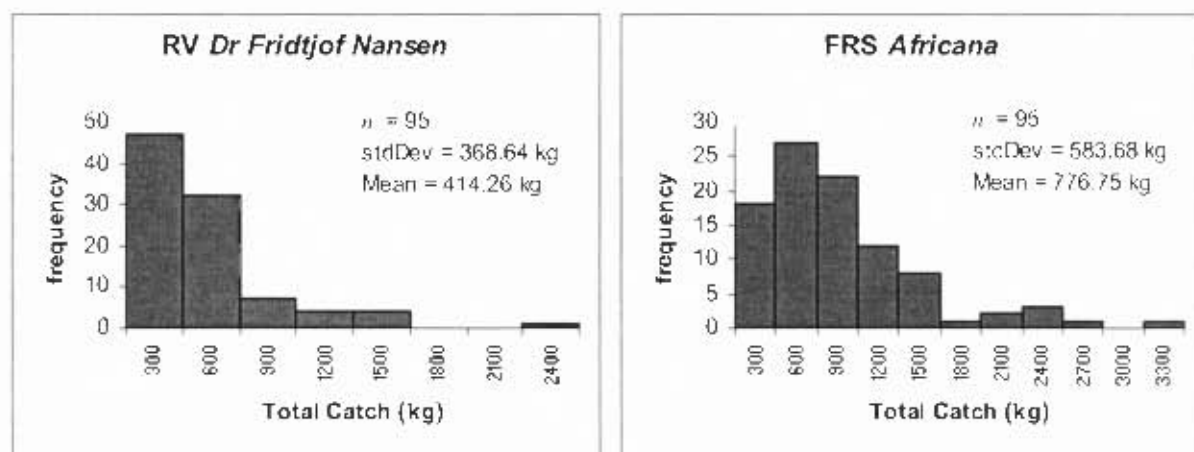 RV Dr Fridtjof Nansen
n = 95
stdDev = 368.64 kg
Mean = 414.26 kg
frequency
50
40
30
20
10
0
300 600 900 1200 1500 1800 2100 2400
Total Catch (kg)
FRS Africana
n = 95
stdDev = 583.68 kg
Mean = 776.75 kg
frequency
30
25
20
15
10
5
0
300 600 900 1200 1500 1800 2100 2400 2700 3000 3300
Total Catch (kg)